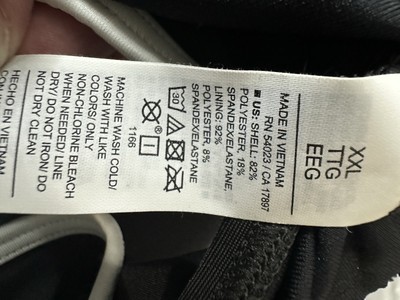 XXL
TTG
EEG
MADE IN VIETNAM
RN 54023 / CA 17897
■ US: SHELL: 82%
POLYESTER, 18%
SPANDEX/ELASTANE,
LINING: 92%
POLYESTER, 8%
SPANDEX/ELASTANE
30
®
1166
MACHINE WASH COLD/
WASH WITH LIKE
COLORS/ ONLY
NON-CHLORINE BLEACH
WHEN NEEDED/ LINE
DRY/ DO NOT IRON/ DO
NOT DRY CLEAN
HECHO EN VIETNAM